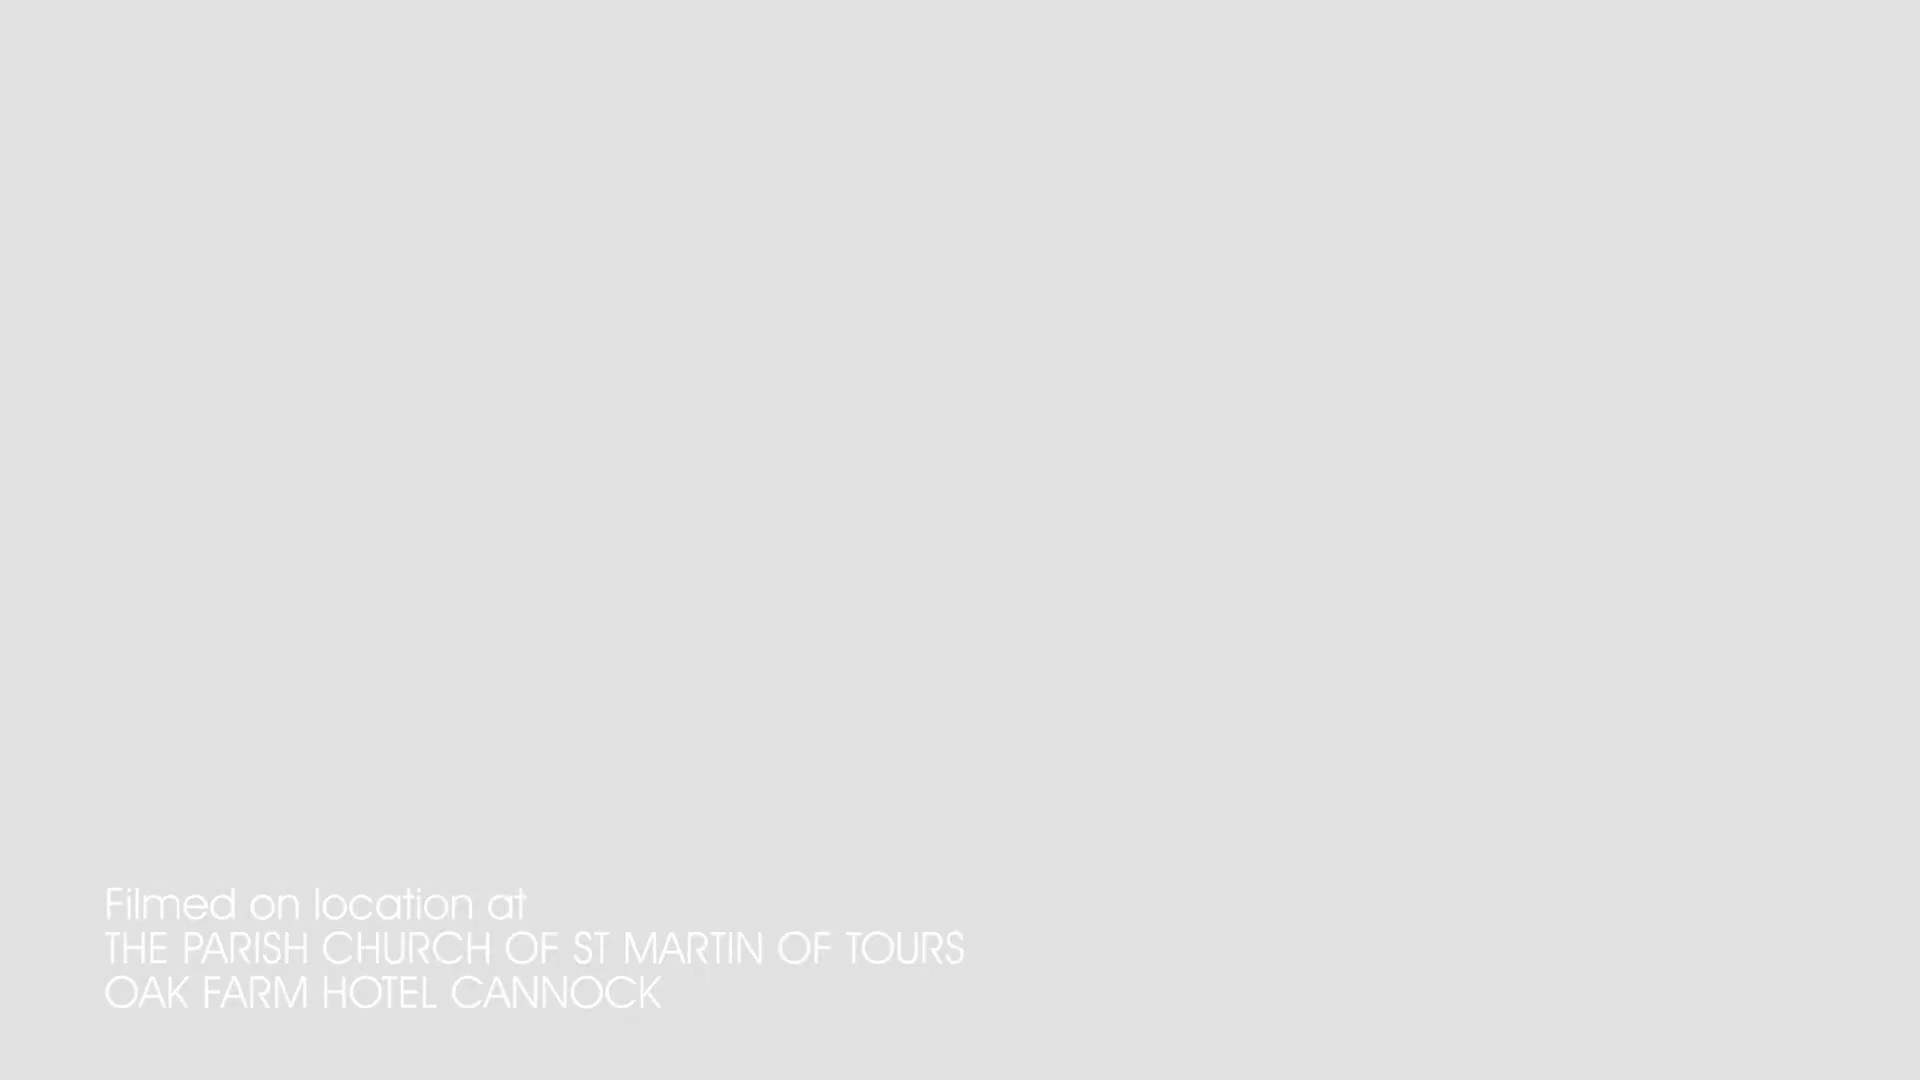 Filmed on location at
THE PARISH CHURCH OF ST MARTIN OF TOURS
OAK FARM HOTEL CANNOCK